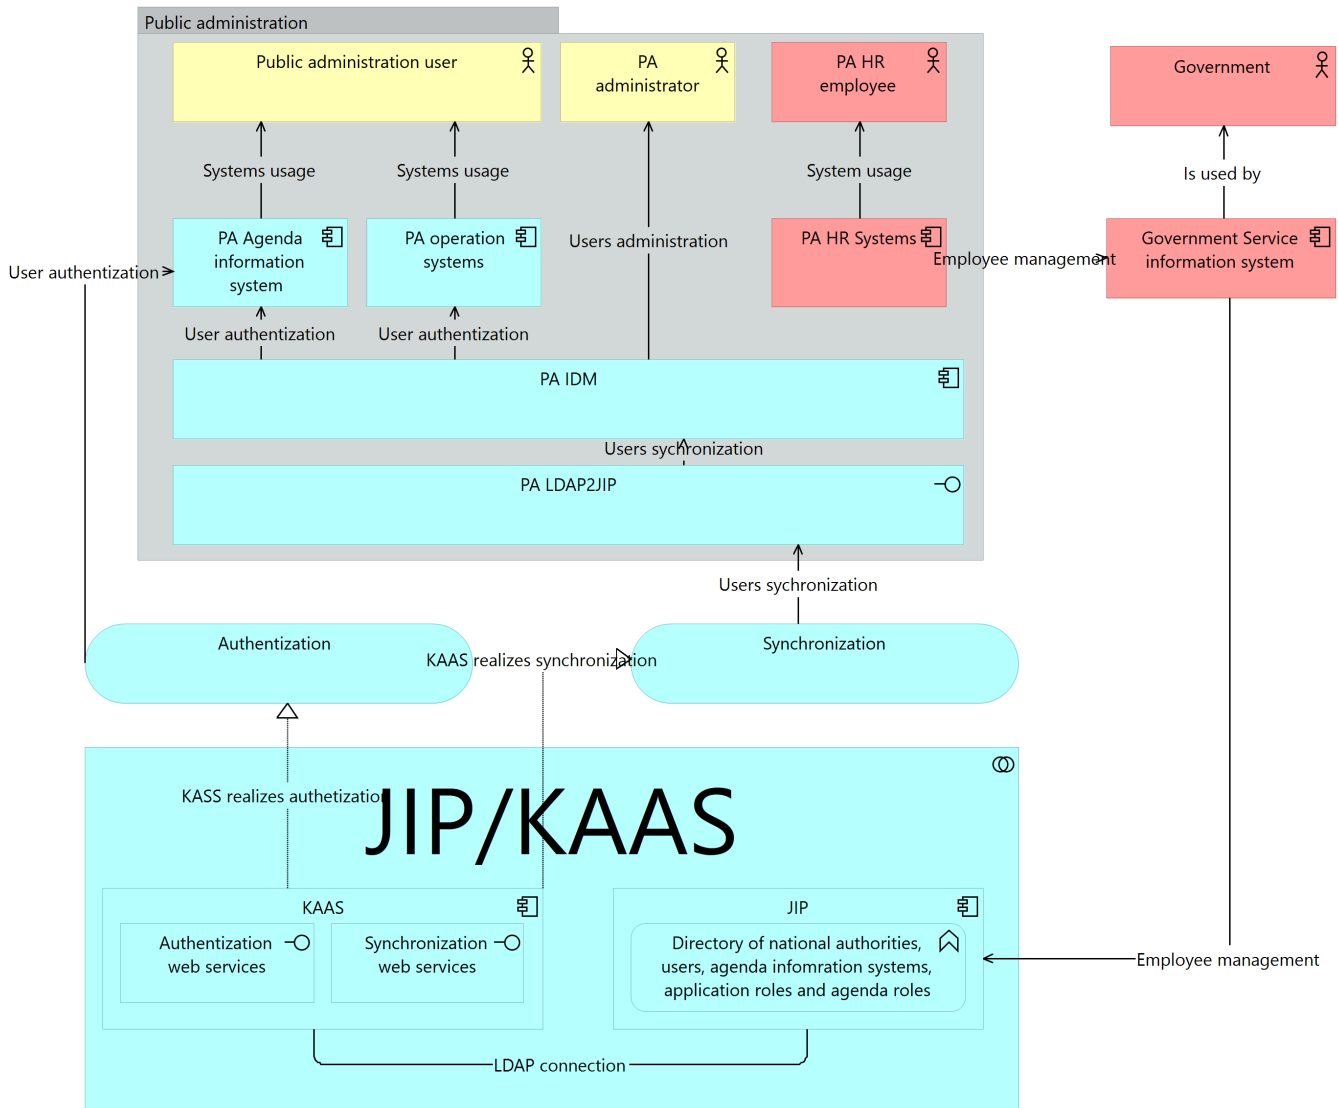 Public administration
Public administration user
PA
administrator
PA HR
employee
Government
Systems usage
Systems usage
System usage
Is used by
Users administration
PA Agenda
information
system
PA operation
systems
PA HR Systems
Government Service
information system
User authentization
Employee management
User authentization
User authentization
PA IDM
Users sychronization
PA LDAP2JIP
Users sychronization
Authentization
KAAS realizes synchronization
Synchronization
KASS realizes authetization
JIP/KAAS
KAAS
Authentization
web services
Synchronization
web services
JIP
Directory of national authorities,
users, agenda infomration systems,
application roles and agenda roles
Employee management
LDAP connection